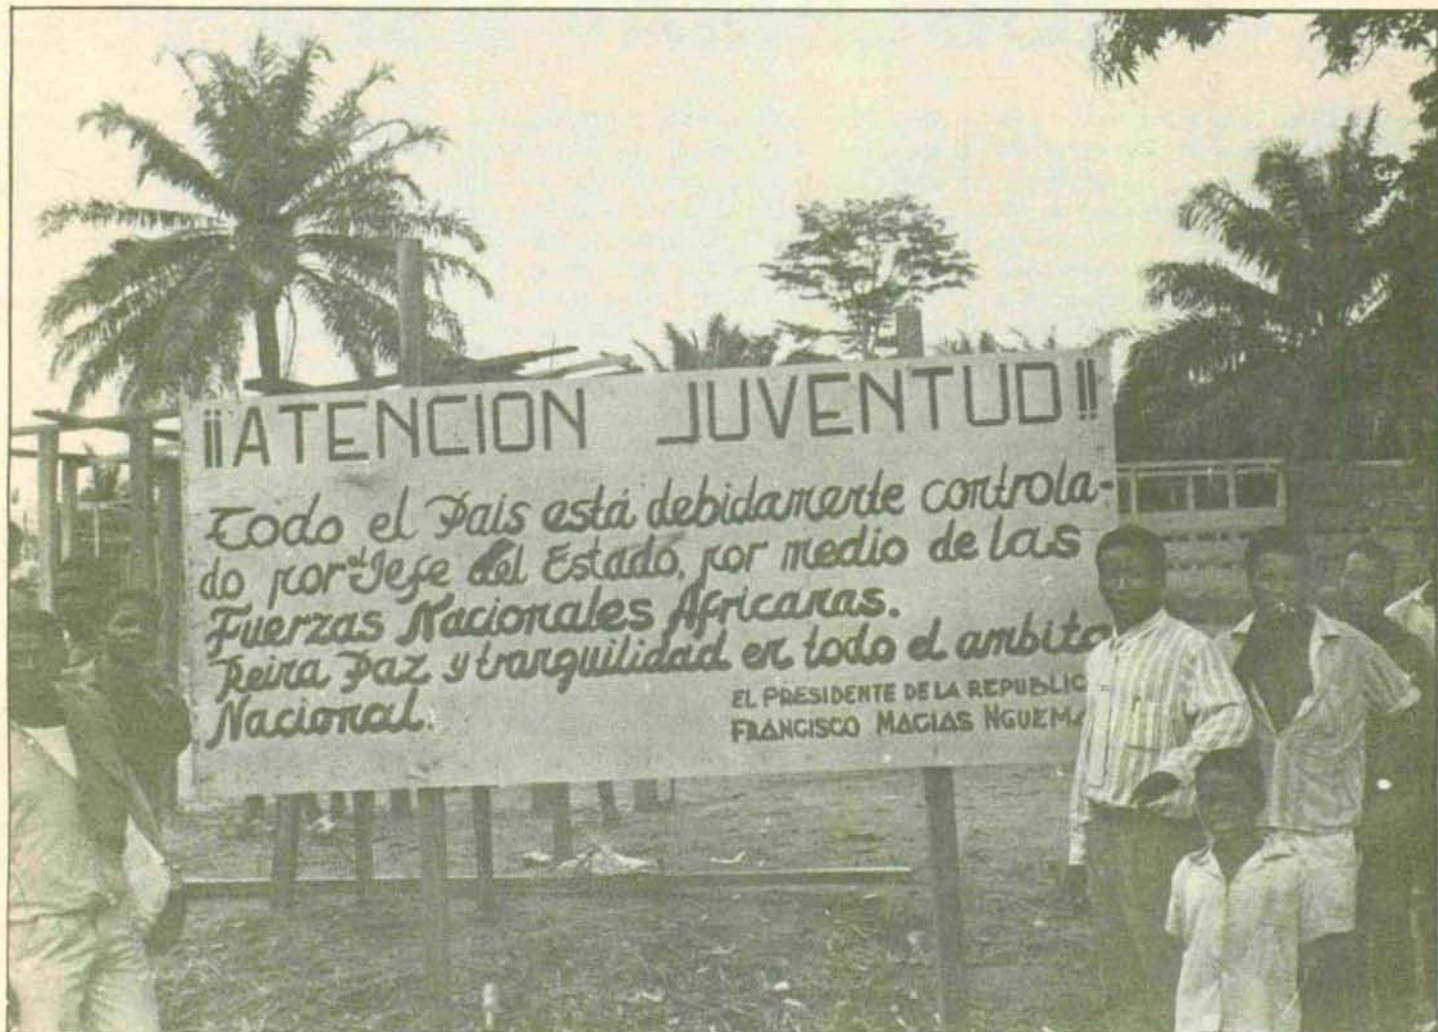 ¡¡ATENCION JUVENTUD!!
Todo el Pais está debidamente controla-
do por el Jefe del Estado, por medio de las
Fuerzas Nacionales Africanas.
Reina Paz y tranquilidad en todo el ambito
Nacional.
EL PRESIDENTE DE LA REPUBLIC
FRANCISCO MACIAS NGUEMA